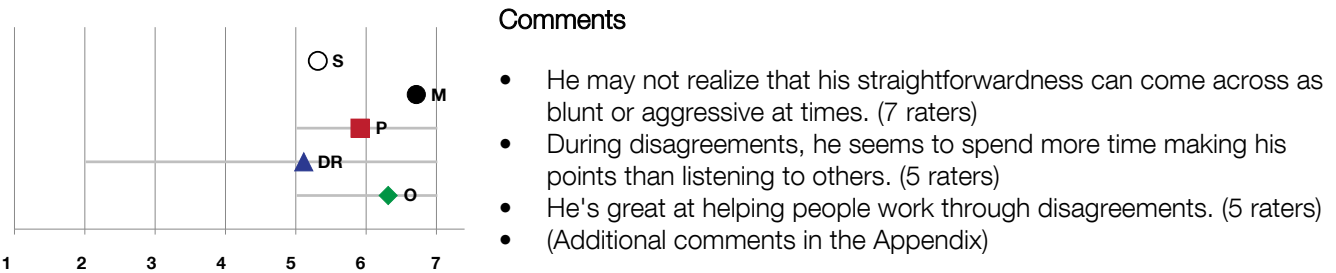 S
M
P
DR
O
1 2 3 4 5 6 7
Comments
• He may not realize that his straightforwardness can come across as
blunt or aggressive at times. (7 raters)
• During disagreements, he seems to spend more time making his
points than listening to others. (5 raters)
• He's great at helping people work through disagreements. (5 raters)
• (Additional comments in the Appendix)